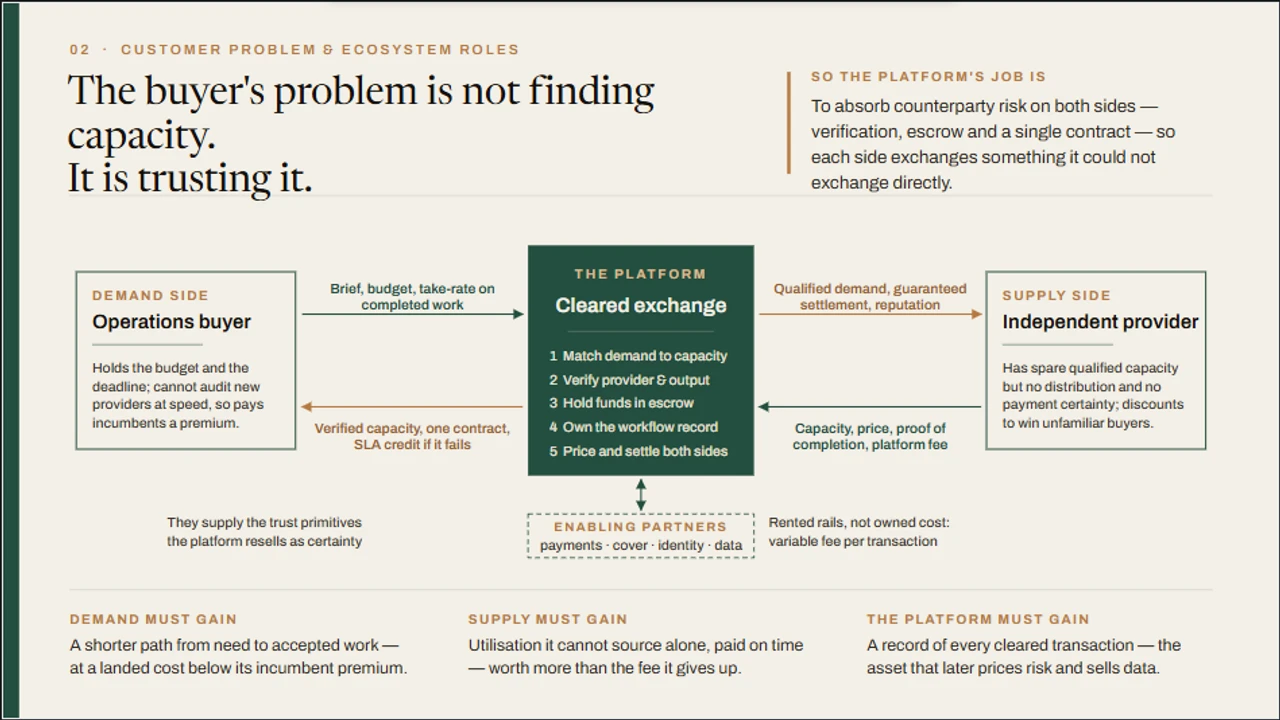 02 · CUSTOMER PROBLEM & ECOSYSTEM ROLES
The buyer's problem is not finding
capacity.
It is trusting it.
SO THE PLATFORM'S JOB IS
To absorb counterparty risk on both sides —
verification, escrow and a single contract — so
each side exchanges something it could not
exchange directly.
DEMAND SIDE
Operations buyer
Holds the budget and the
deadline; cannot audit new
providers at speed, so pays
incumbents a premium.
Brief, budget, take-rate on
completed work
Verified capacity, one contract,
SLA credit if it fails
THE PLATFORM
Cleared exchange
1 Match demand to capacity
2 Verify provider & output
3 Hold funds in escrow
4 Own the workflow record
5 Price and settle both sides
Qualified demand, guaranteed
settlement, reputation
Capacity, price, proof of
completion, platform fee
SUPPLY SIDE
Independent provider
Has spare qualified capacity
but no distribution and no
payment certainty; discounts
to win unfamiliar buyers.
They supply the trust primitives
the platform resells as certainty
ENABLING PARTNERS
payments · cover · identity · data
Rented rails, not owned cost:
variable fee per transaction
DEMAND MUST GAIN
A shorter path from need to accepted work —
at a landed cost below its incumbent premium.
SUPPLY MUST GAIN
Utilisation it cannot source alone, paid on time
— worth more than the fee it gives up.
THE PLATFORM MUST GAIN
A record of every cleared transaction — the
asset that later prices risk and sells data.